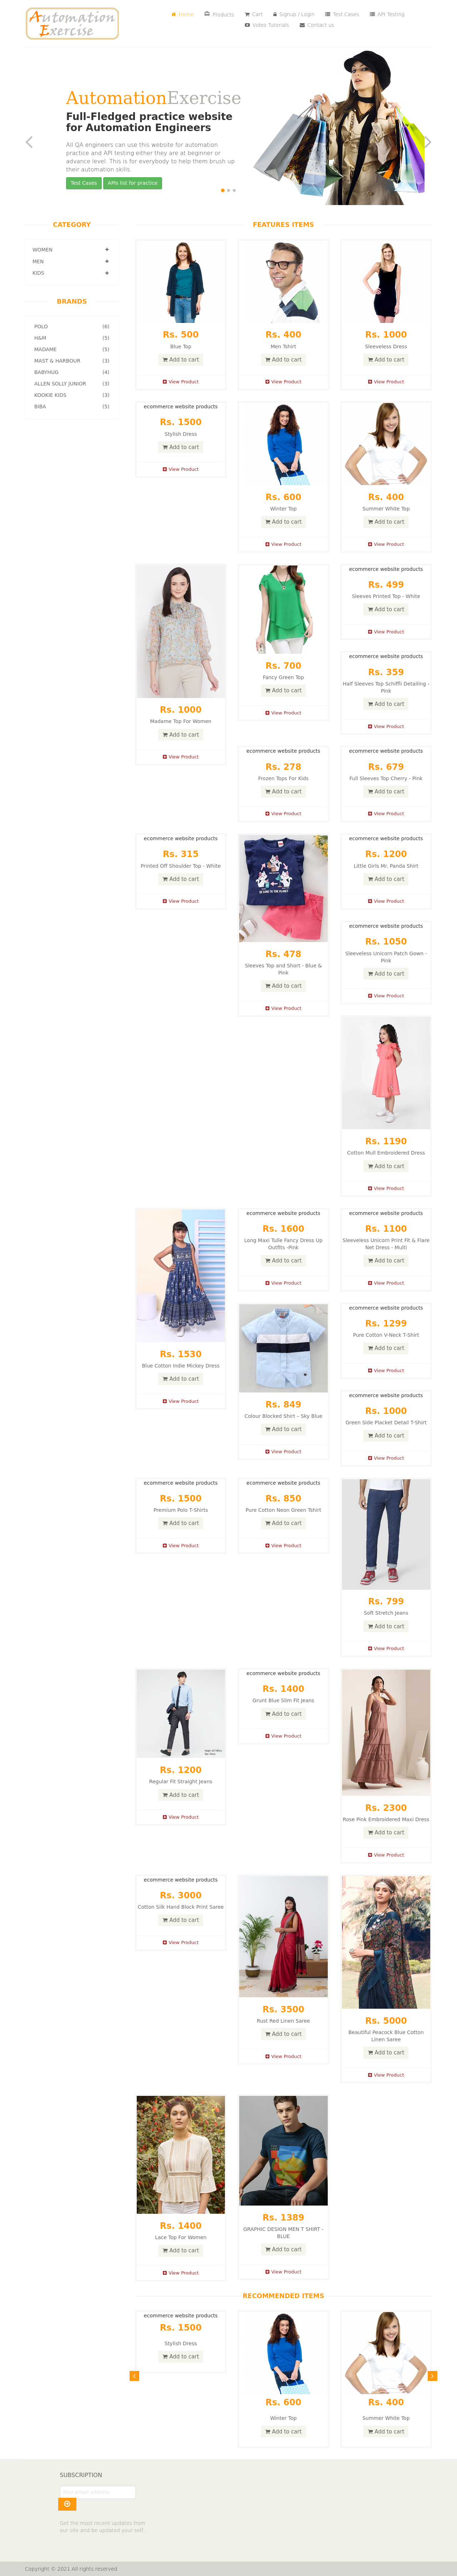 Automation
Exercise
Home
Products
Cart
Signup / Login
Test Cases
API Testing
Video Tutorials
Contact us
AutomationExercise
Full-Fledged practice website
for Automation Engineers
All QA engineers can use this website for automation
practice and API testing either they are at beginner or
advance level. This is for everybody to help them brush up
their automation skills.
Test Cases
APIs list for practice
CATEGORY
WOMEN
MEN
KIDS
BRANDS
POLO (6)
H&M (5)
MADAME (5)
MAST & HARBOUR (3)
BABYHUG (4)
ALLEN SOLLY JUNIOR (3)
KOOKIE KIDS (3)
BIBA (5)
FEATURES ITEMS
Rs. 500
Blue Top
Add to cart
View Product
Rs. 400
Men Tshirt
Add to cart
View Product
Rs. 1000
Sleeveless Dress
Add to cart
View Product
ecommerce website products
Rs. 1500
Stylish Dress
Add to cart
View Product
Rs. 600
Winter Top
Add to cart
View Product
Rs. 400
Summer White Top
Add to cart
View Product
Rs. 1000
Madame Top For Women
Add to cart
View Product
Rs. 700
Fancy Green Top
Add to cart
View Product
ecommerce website products
Rs. 499
Sleeves Printed Top - White
Add to cart
View Product
ecommerce website products
Rs. 359
Half Sleeves Top Schiffli Detailing -
Pink
Add to cart
View Product
ecommerce website products
Rs. 278
Frozen Tops For Kids
Add to cart
View Product
ecommerce website products
Rs. 679
Full Sleeves Top Cherry - Pink
Add to cart
View Product
ecommerce website products
Rs. 315
Printed Off Shoulder Top - White
Add to cart
View Product
Rs. 478
Sleeves Top and Short - Blue &
Pink
Add to cart
View Product
ecommerce website products
Rs. 1200
Little Girls Mr. Panda Shirt
Add to cart
View Product
ecommerce website products
Rs. 1050
Sleeveless Unicorn Patch Gown -
Pink
Add to cart
View Product
Rs. 1190
Cotton Mull Embroidered Dress
Add to cart
View Product
Rs. 1530
Blue Cotton Indie Mickey Dress
Add to cart
View Product
ecommerce website products
Rs. 1600
Long Maxi Tulle Fancy Dress Up
Outfits -Pink
Add to cart
View Product
ecommerce website products
Rs. 1100
Sleeveless Unicorn Print Fit & Flare
Net Dress - Multi
Add to cart
View Product
Rs. 849
Colour Blocked Shirt – Sky Blue
Add to cart
View Product
ecommerce website products
Rs. 1299
Pure Cotton V-Neck T-Shirt
Add to cart
View Product
ecommerce website products
Rs. 1000
Green Side Placket Detail T-Shirt
Add to cart
View Product
ecommerce website products
Rs. 1500
Premium Polo T-Shirts
Add to cart
View Product
ecommerce website products
Rs. 850
Pure Cotton Neon Green Tshirt
Add to cart
View Product
Rs. 799
Soft Stretch Jeans
Add to cart
View Product
Rs. 1200
Regular Fit Straight Jeans
Add to cart
View Product
ecommerce website products
Rs. 1400
Grunt Blue Slim Fit Jeans
Add to cart
View Product
Rs. 2300
Rose Pink Embroidered Maxi Dress
Add to cart
View Product
ecommerce website products
Rs. 3000
Cotton Silk Hand Block Print Saree
Add to cart
View Product
Rs. 3500
Rust Red Linen Saree
Add to cart
View Product
Rs. 5000
Beautiful Peacock Blue Cotton
Linen Saree
Add to cart
View Product
Rs. 1400
Lace Top For Women
Add to cart
View Product
Rs. 1389
GRAPHIC DESIGN MEN T SHIRT -
BLUE
Add to cart
View Product
RECOMMENDED ITEMS
ecommerce website products
Rs. 1500
Stylish Dress
Add to cart
Rs. 600
Winter Top
Add to cart
Rs. 400
Summer White Top
Add to cart
SUBSCRIPTION
Your email address
Get the most recent updates from
our site and be updated your self...
Copyright © 2021 All rights reserved